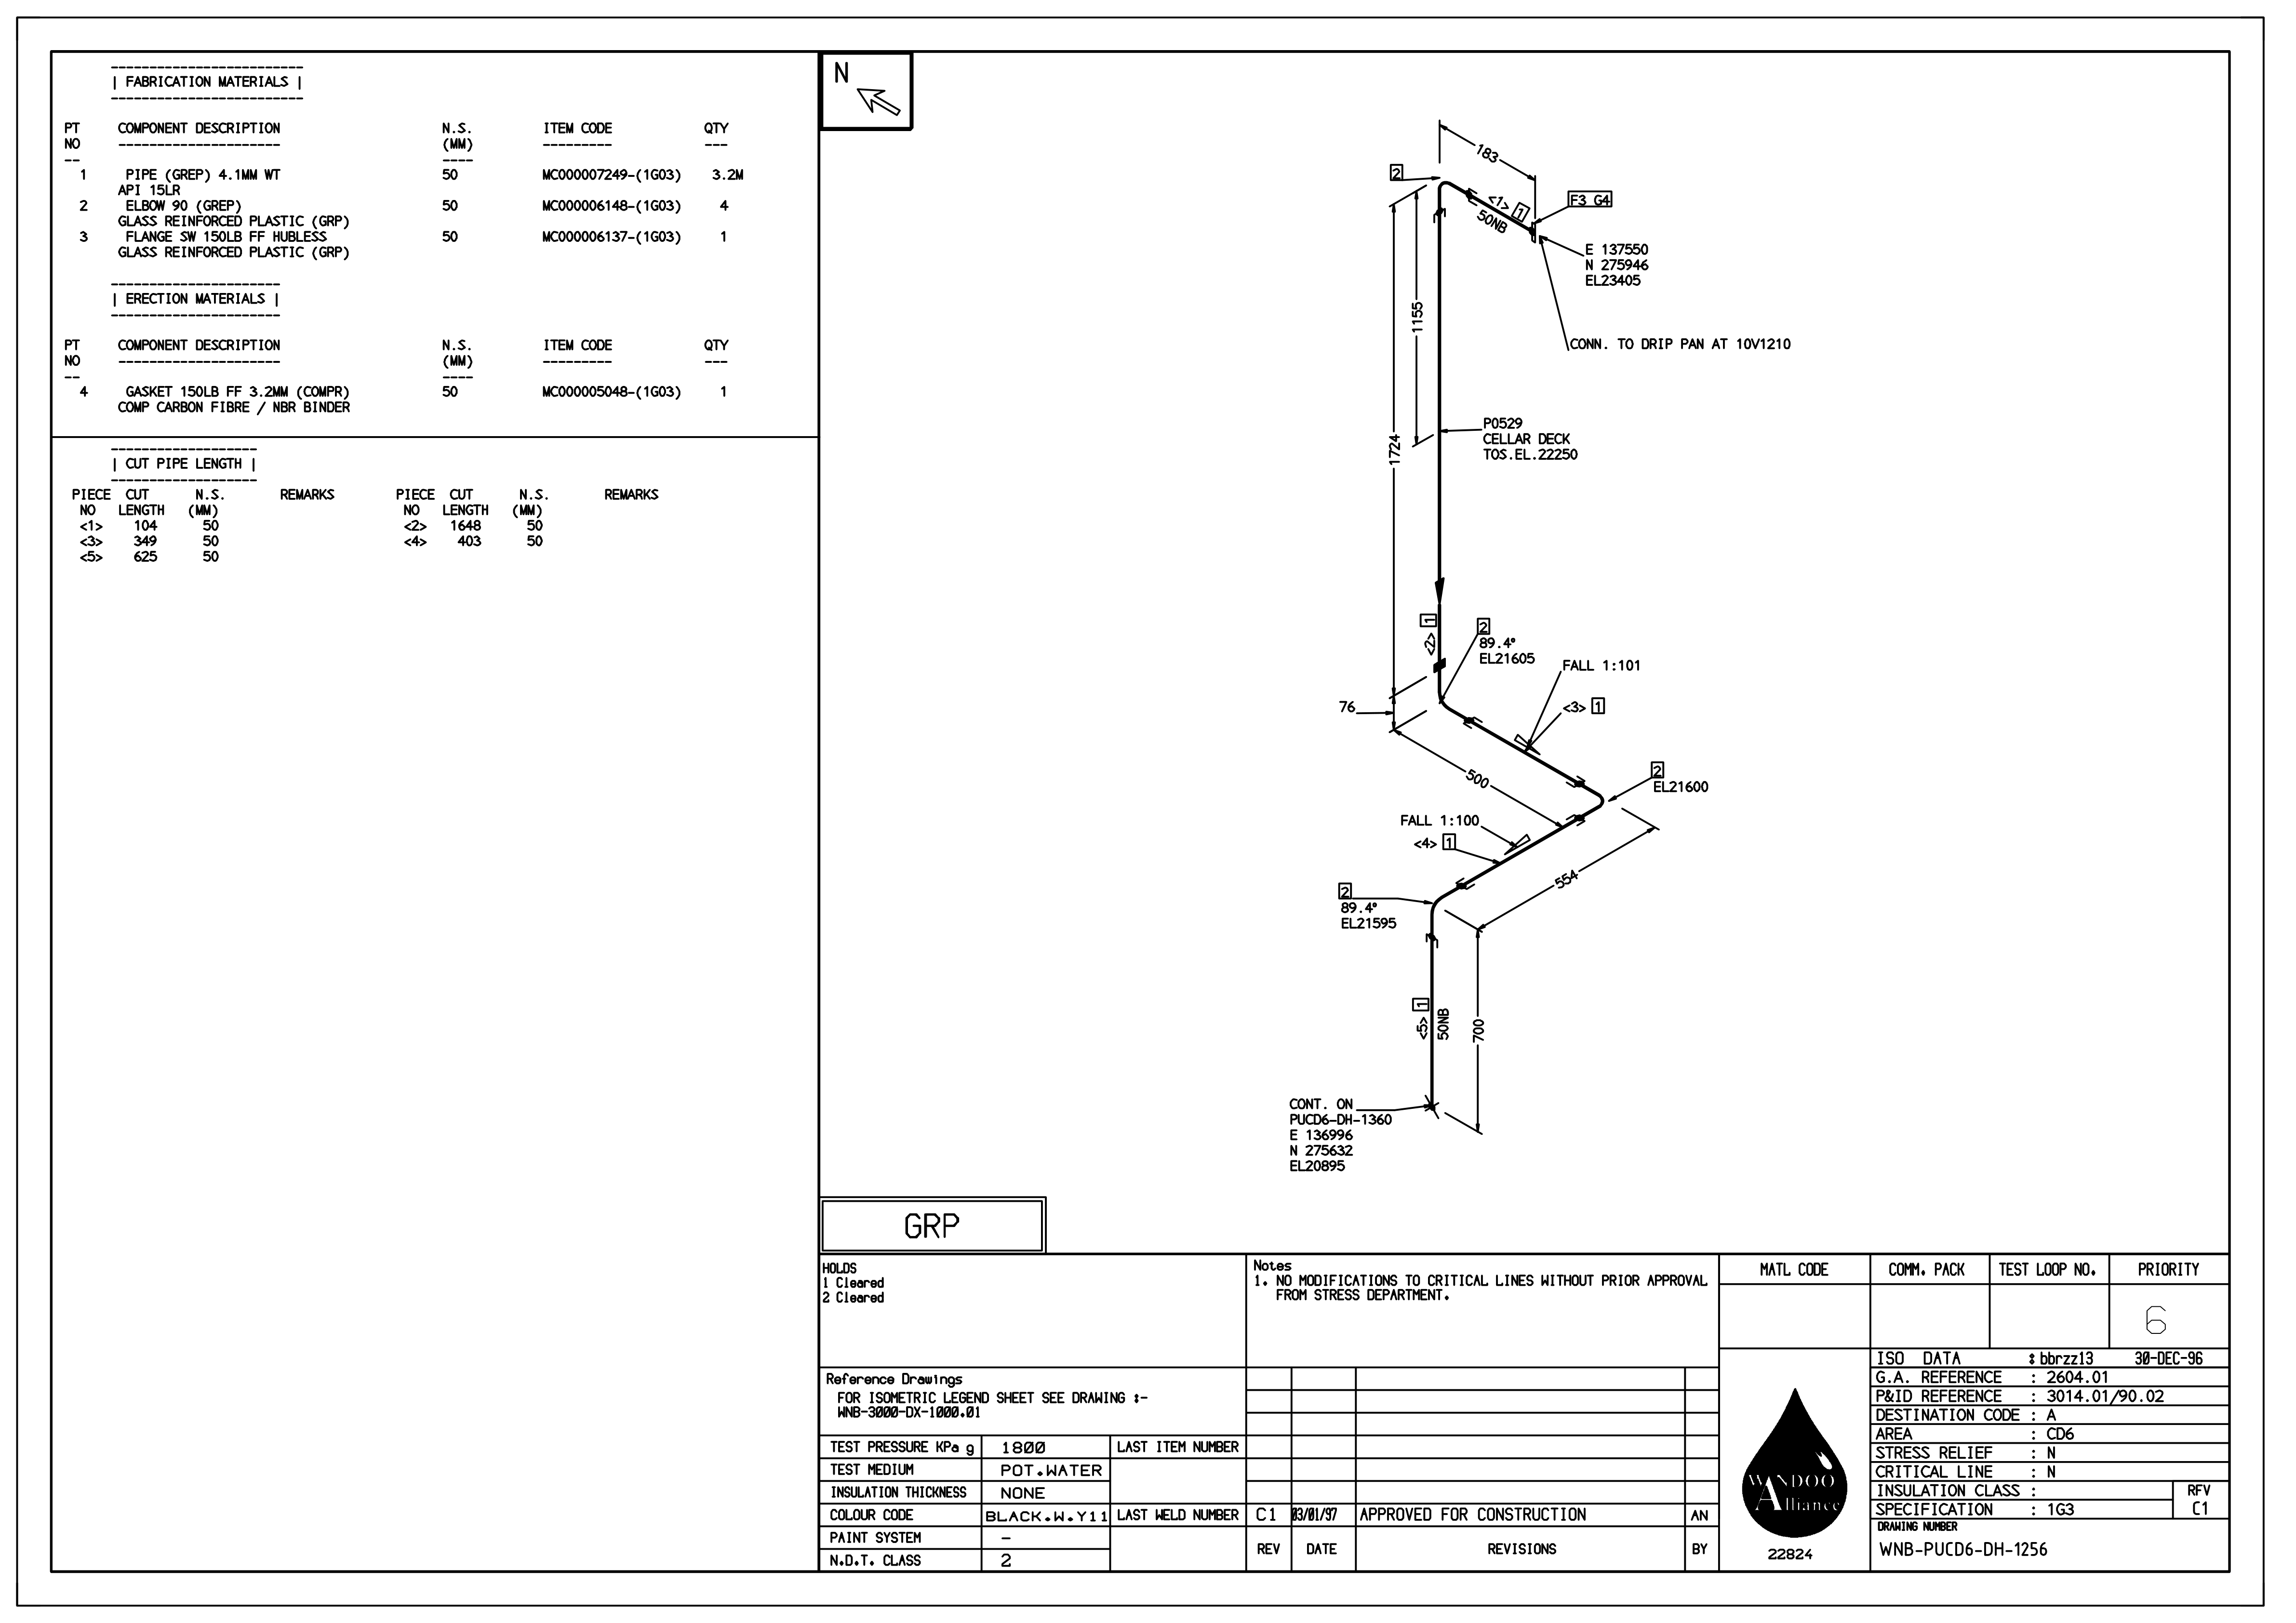 | FABRICATION MATERIALS |
PT NO COMPONENT DESCRIPTION N.S. (MM) ITEM CODE QTY
1 PIPE (GREP) 4.1MM WT 50 MC000007249-(1G03) 3.2M
API 15LR
2 ELBOW 90 (GREP) 50 MC000006148-(1G03) 4
GLASS REINFORCED PLASTIC (GRP)
3 FLANGE SW 150LB FF HUBLESS 50 MC000006137-(1G03) 1
GLASS REINFORCED PLASTIC (GRP)
| ERECTION MATERIALS |
PT NO COMPONENT DESCRIPTION N.S. (MM) ITEM CODE QTY
4 GASKET 150LB FF 3.2MM (COMPR) 50 MC000005048-(1G03) 1
COMP CARBON FIBRE / NBR BINDER
| CUT PIPE LENGTH |
PIECE CUT N.S. REMARKS PIECE CUT N.S. REMARKS
NO LENGTH (MM) NO LENGTH (MM)
<1> 104 50 <2> 1648 50
<3> 349 50 <4> 403 50
<5> 625 50
N
183
2
F3 G4
<1> 1
50NB
E 137550
N 275946
EL23405
1155
CONN. TO DRIP PAN AT 10V1210
1724
P0529
CELLAR DECK
TOS.EL.22250
<2> 1
2
89.4°
EL21605
FALL 1:101
76
<3> 1
500
2
EL21600
FALL 1:100
<4> 1
554
2
89.4°
EL21595
<5> 1
50NB
700
CONT. ON
PUCD6-DH-1360
E 136996
N 275632
EL20895
GRP
HOLDS
1 Cleared
2 Cleared
Notes
1. NO MODIFICATIONS TO CRITICAL LINES WITHOUT PRIOR APPROVAL
FROM STRESS DEPARTMENT.
Reference Drawings
FOR ISOMETRIC LEGEND SHEET SEE DRAWING :-
WNB-3000-DX-1000.01
TEST PRESSURE KPa g 1800 LAST ITEM NUMBER
TEST MEDIUM POT.WATER
INSULATION THICKNESS NONE
COLOUR CODE BLACK.W.Y11 LAST WELD NUMBER
PAINT SYSTEM -
N.D.T. CLASS 2
C1 03/01/97 APPROVED FOR CONSTRUCTION AN
REV DATE REVISIONS BY
MATL CODE COMM. PACK TEST LOOP NO. PRIORITY
6
WANDOO
Alliance
22824
ISO DATA : bbrzz13 30-DEC-96
G.A. REFERENCE : 2604.01
P&ID REFERENCE : 3014.01/90.02
DESTINATION CODE : A
AREA : CD6
STRESS RELIEF : N
CRITICAL LINE : N
INSULATION CLASS : RFV
SPECIFICATION : 1G3 C1
DRAWING NUMBER
WNB-PUCD6-DH-1256